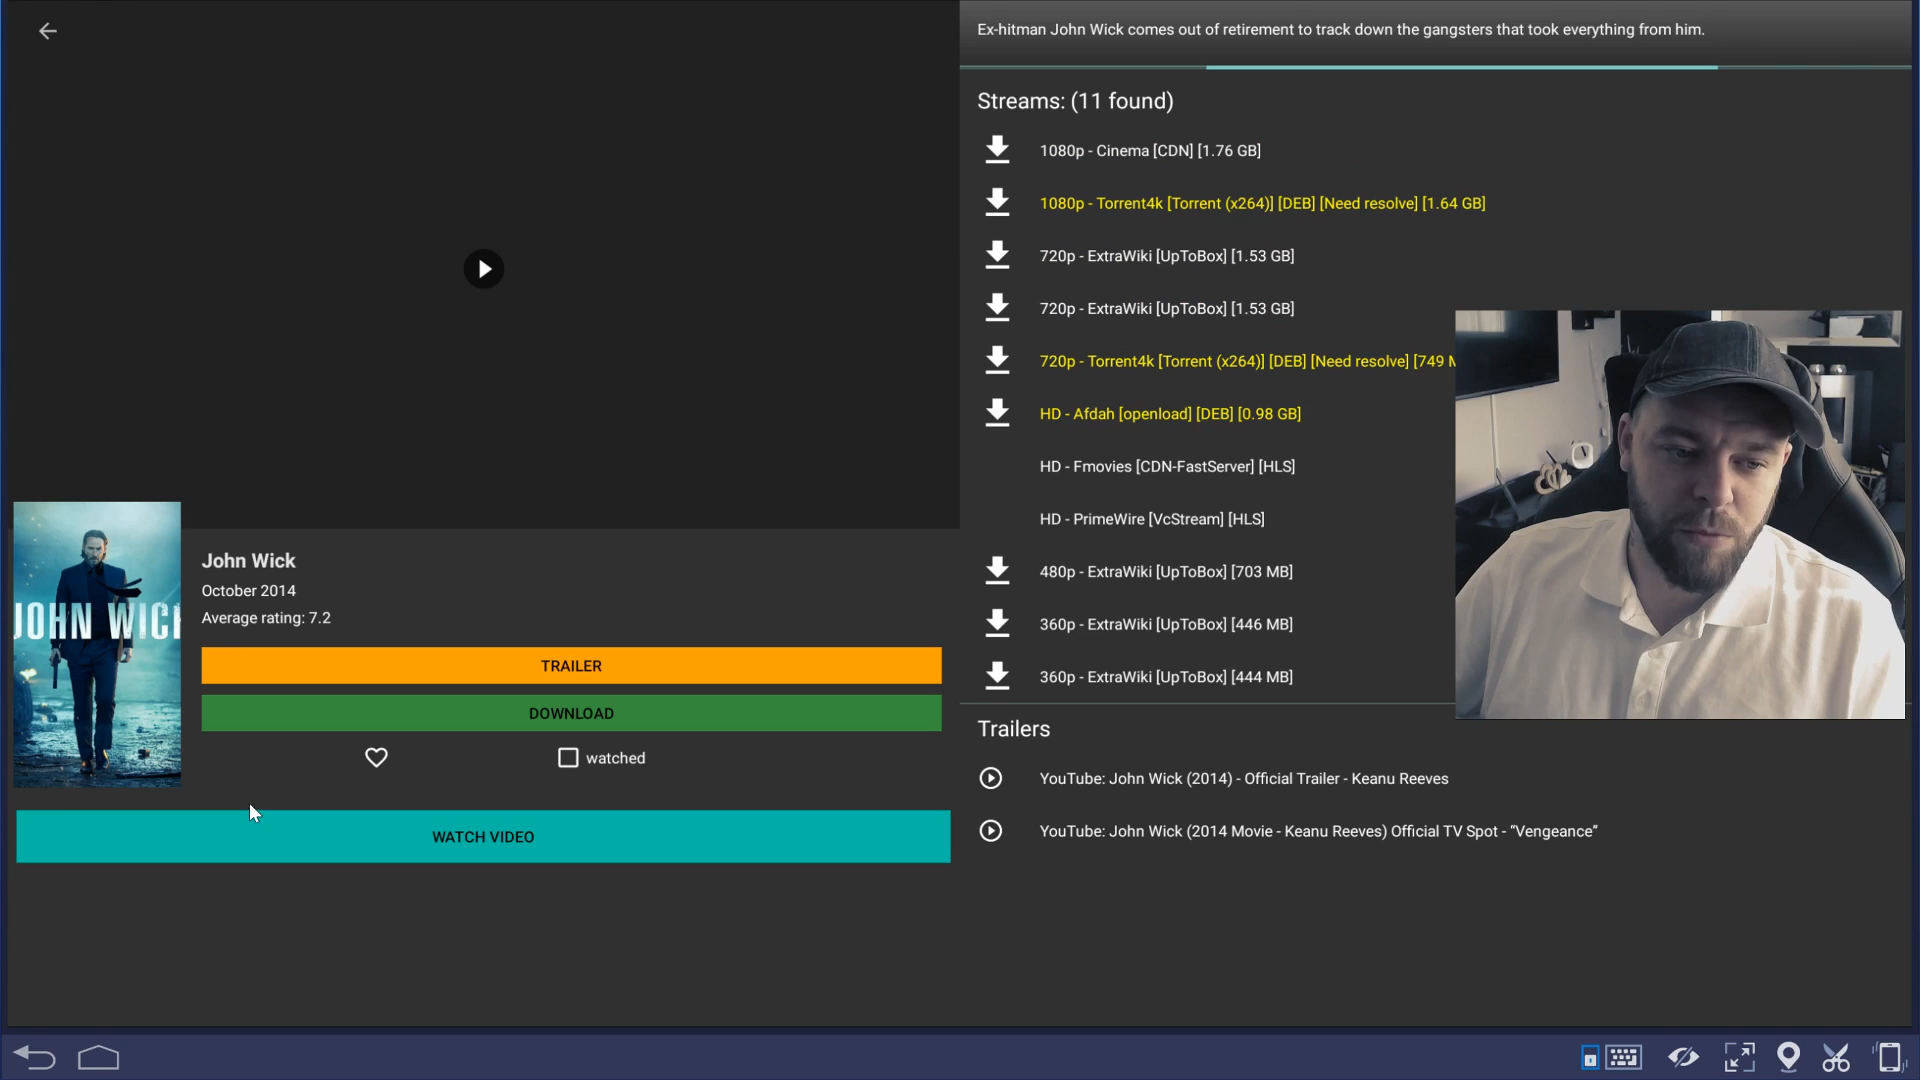 Ex-hitman John Wick comes out of retirement to track down the gangsters that took everything from him.
Streams: (11 found)
1080p - Cinema [CDN] [1.76 GB]
1080p - Torrent4k [Torrent (x264)] [DEB] [Need resolve] [1.64 GB]
720p - ExtraWiki [UpToBox] [1.53 GB]
720p - ExtraWiki [UpToBox] [1.53 GB]
720p - Torrent4k [Torrent (x264)] [DEB] [Need resolve] [749 M
HD - Afdah [openload] [DEB] [0.98 GB]
HD - Fmovies [CDN-FastServer] [HLS]
HD - PrimeWire [VcStream] [HLS]
480p - ExtraWiki [UpToBox] [703 MB]
360p - ExtraWiki [UpToBox] [446 MB]
360p - ExtraWiki [UpToBox] [444 MB]
Trailers
YouTube: John Wick (2014) - Official Trailer - Keanu Reeves
YouTube: John Wick (2014 Movie - Keanu Reeves) Official TV Spot - “Vengeance”
JOHN WICK
John Wick
October 2014
Average rating: 7.2
TRAILER
DOWNLOAD
watched
WATCH VIDEO